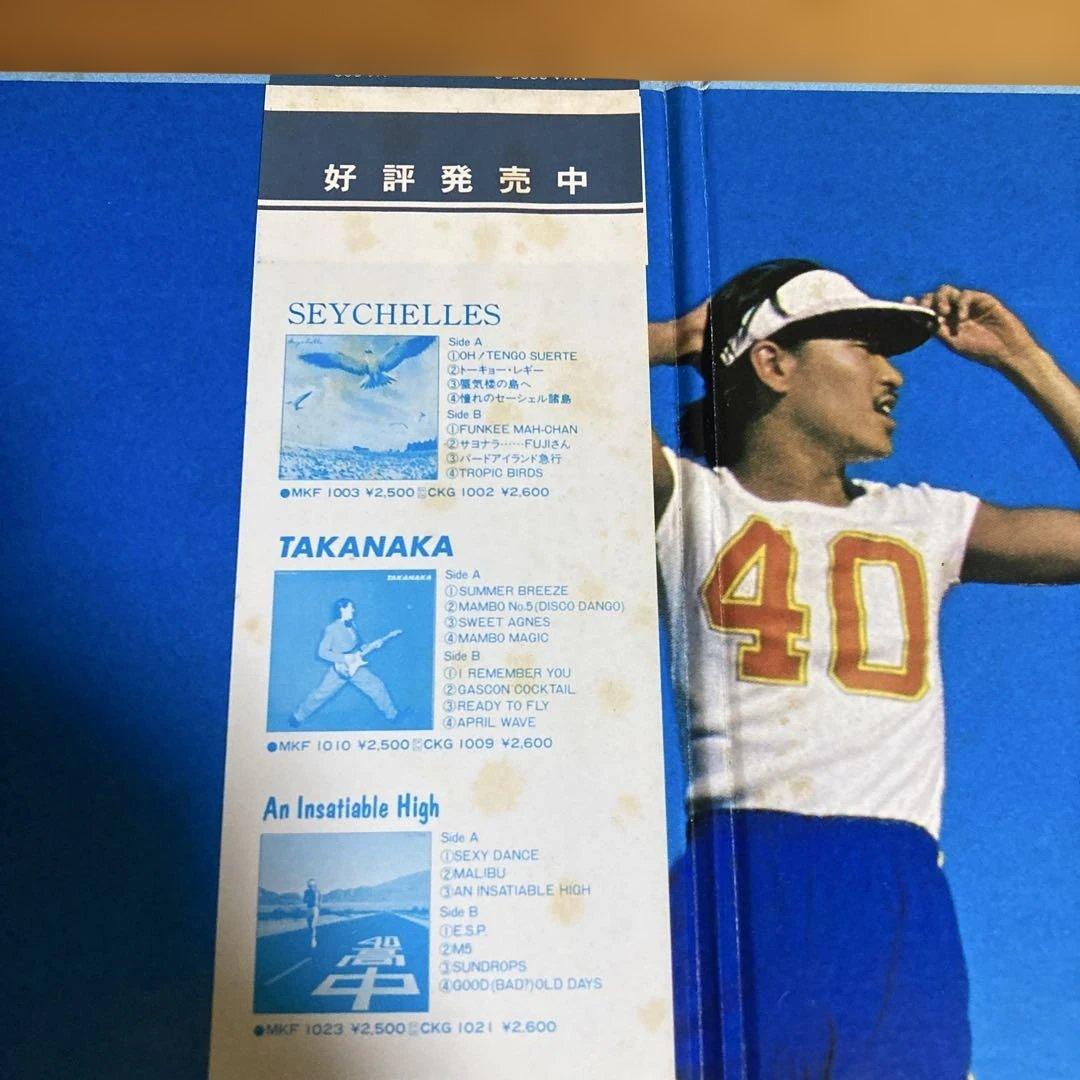 好評発売中
SEYCHELLES
Seychelles
Side A
①OH!TENGO SUERTE
②トーキョー・レギー
③蜃気楼の島へ
④憧れのセーシェル諸島
Side B
①FUNKEE MAH-CHAN
②サヨナラ……FUJIさん
③バードアイランド急行
④TROPIC BIRDS
●MKF 1003 ¥2,500 CKG 1002 ¥2,600
TAKANAKA
TAKANAKA
Side A
①SUMMER BREEZE
②MAMBO No.5(DISCO DANGO)
③SWEET AGNES
④MAMBO MAGIC
Side B
①I REMEMBER YOU
②GASCON COCKTAIL
③READY TO FLY
④APRIL WAVE
●MKF 1010 ¥2,500 CKG 1009 ¥2,600
An Insatiable High
40
高
中
Side A
①SEXY DANCE
②MALIBU
③AN INSATIABLE HIGH
Side B
①E.S.P.
②M5
③SUNDROPS
④GOOD(BAD?)OLD DAYS
●MKF 1023 ¥2,500 CKG 1021 ¥2,600
40